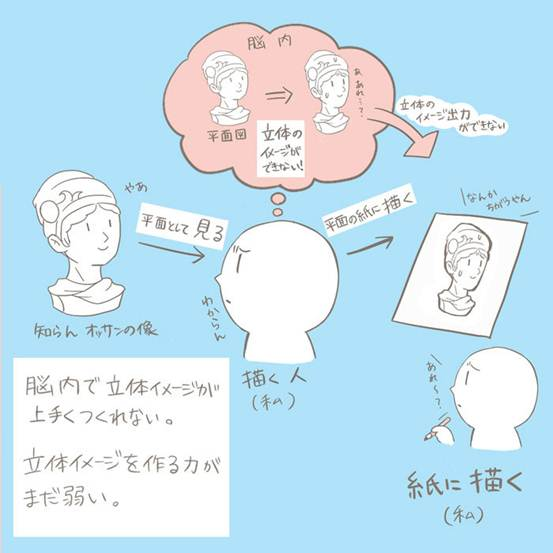 脳内
平面図
⇒
あ、あれ~?
立体の
イメージが
できない!
立体の
イメージ出力
ができない
やあ
平面として見る
平面の紙に描く
なんか
ちがうやん
知らんオッサンの像
わからん
描く人
(私)
あれ~?
紙に描く
(私)
脳内で立体イメージが
上手くつくれない。
立体イメージを作る力が
まだ弱い。